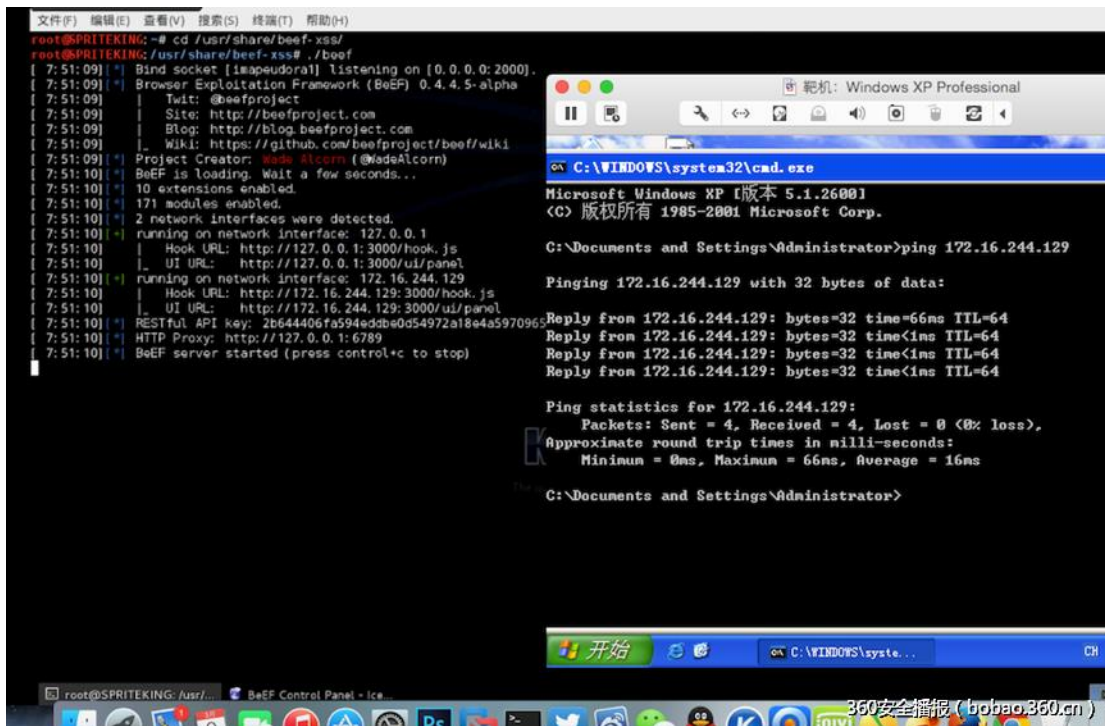 文件(F) 编辑(E) 查看(V) 搜索(S) 终端(T) 帮助(H)
root@SPRITEKING:~# cd /usr/share/beef-xss/
root@SPRITEKING:/usr/share/beef-xss# ./beef
[ 7:51:09][*] Bind socket [imapeudora1] listening on [0.0.0.0:2000].
[ 7:51:09][*] Browser Exploitation Framework (BeEF) 0.4.4.5-alpha
[ 7:51:09]    |   Twit: @beefproject
[ 7:51:09]    |   Site: http://beefproject.com
[ 7:51:09]    |   Blog: http://blog.beefproject.com
[ 7:51:09]    |_  Wiki: https://github.com/beefproject/beef/wiki
[ 7:51:09][*] Project Creator: Wade Alcorn (@WadeAlcorn)
[ 7:51:10][*] BeEF is loading. Wait a few seconds...
[ 7:51:10][*] 10 extensions enabled.
[ 7:51:10][*] 171 modules enabled.
[ 7:51:10][*] 2 network interfaces were detected.
[ 7:51:10][+] running on network interface: 127.0.0.1
[ 7:51:10]    |   Hook URL: http://127.0.0.1:3000/hook.js
[ 7:51:10]    |_  UI URL:   http://127.0.0.1:3000/ui/panel
[ 7:51:10][+] running on network interface: 172.16.244.129
[ 7:51:10]    |   Hook URL: http://172.16.244.129:3000/hook.js
[ 7:51:10]    |_  UI URL:   http://172.16.244.129:3000/ui/panel
[ 7:51:10][*] RESTful API key: 2b644406fa594eddbe0d54972a18e4a5970965
[ 7:51:10][*] HTTP Proxy: http://127.0.0.1:6789
[ 7:51:10][*] BeEF server started (press control+c to stop)
靶机: Windows XP Professional
C:\WINDOWS\system32\cmd.exe
Microsoft Windows XP [版本 5.1.2600]
(C) 版权所有 1985-2001 Microsoft Corp.
C:\Documents and Settings\Administrator>ping 172.16.244.129
Pinging 172.16.244.129 with 32 bytes of data:
Reply from 172.16.244.129: bytes=32 time=66ms TTL=64
Reply from 172.16.244.129: bytes=32 time<1ms TTL=64
Reply from 172.16.244.129: bytes=32 time<1ms TTL=64
Reply from 172.16.244.129: bytes=32 time<1ms TTL=64
Ping statistics for 172.16.244.129:
    Packets: Sent = 4, Received = 4, Lost = 0 (0% loss),
Approximate round trip times in milli-seconds:
    Minimum = 0ms, Maximum = 66ms, Average = 16ms
C:\Documents and Settings\Administrator>
开始
C:\WINDOWS\syste...
CH
root@SPRITEKING: /usr/...
BeEF Control Panel - Ice...
Ps
360安全播报(bobao.360.cn)